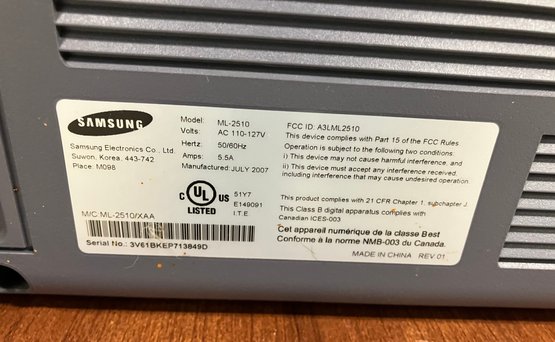 SAMSUNG
Samsung Electronics Co., Ltd.
Suwon, Korea, 443-742
Place: M098
Model: ML-2510
Volts: AC 110-127V
Hertz: 50/60Hz
Amps: 5.5A
Manufactured: JULY 2007
C UL US
LISTED
51Y7
E149091
I.T.E
M/C: ML-2510/XAA
Serial No.: 3V61BKEP713849D
FCC ID: A3LML2510
This device complies with Part 15 of the FCC Rules
Operation is subject to the following two conditions.
i) This device may not cause harmful interference, and
ii) This device must accept any interference received,
including interference that may cause undesired operation
This product complies with 21 CFR Chapter 1, subchapter J.
This Class B digital apparatus complies with
Canadian ICES-003
Cet appareil numérique de la classe Best
Conforme à la norme NMB-003 du Canada.
MADE IN CHINA REV.01